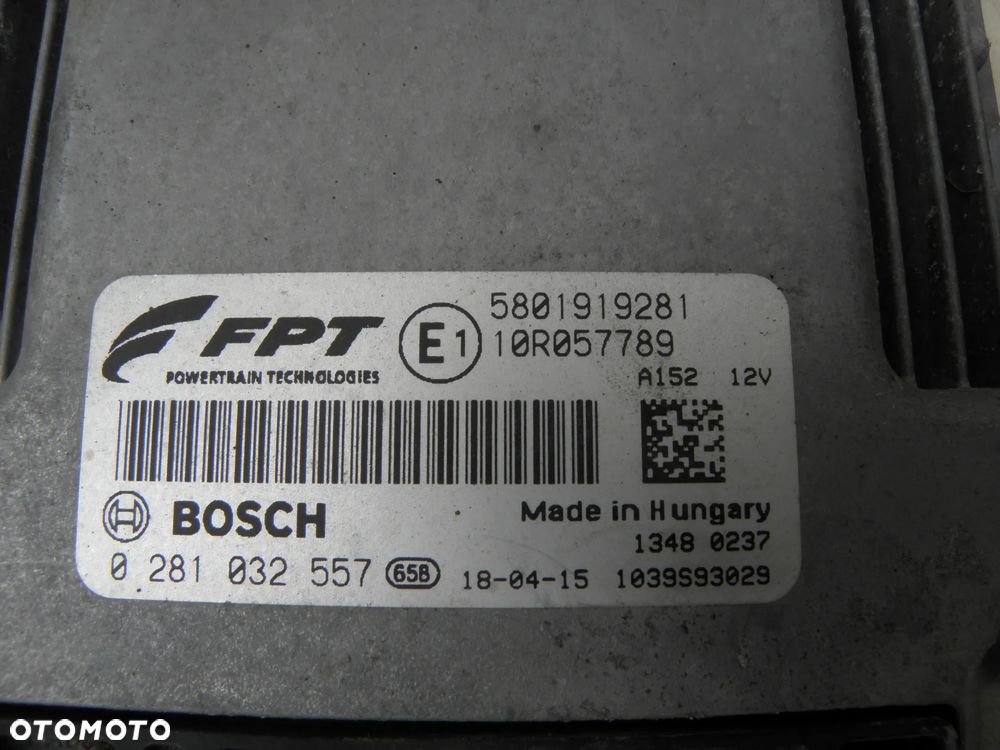 FPT
POWERTRAIN TECHNOLOGIES
E1
5801919281
10R057789
A152 12V
BOSCH
Made in Hungary
1348 0237
0 281 032 557 65B 18-04-15 1039S93029
OTOMOTO